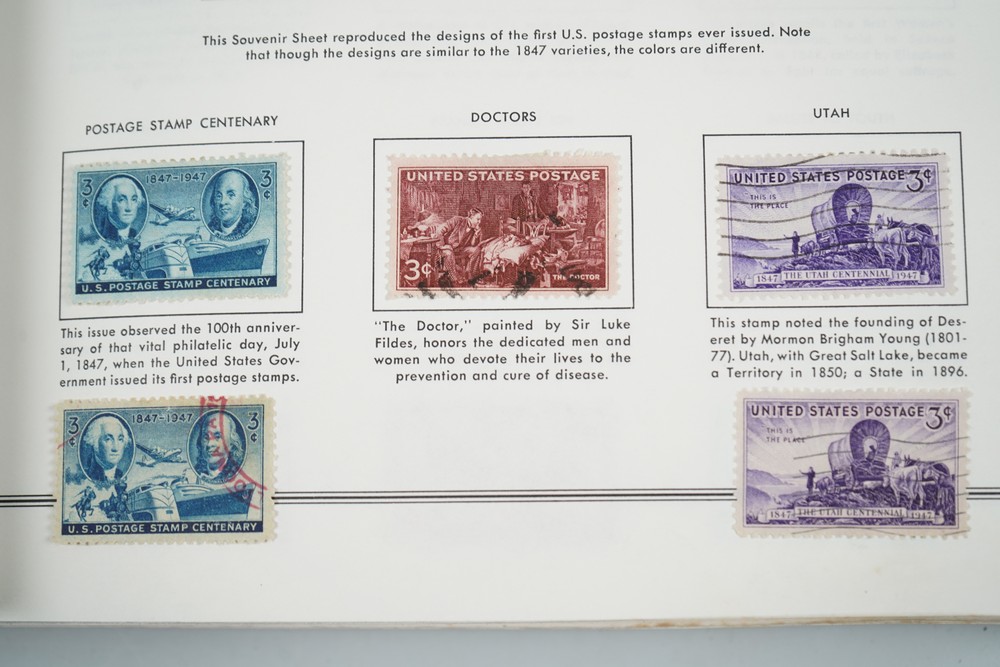 This Souvenir Sheet reproduced the designs of the first U.S. postage stamps ever issued. Note
that though the designs are similar to the 1847 varieties, the colors are different.
POSTAGE STAMP CENTENARY
3¢ 1847-1947 3¢
U.S. POSTAGE STAMP CENTENARY
This issue observed the 100th anniver-
sary of that vital philatelic day, July
1, 1847, when the United States Gov-
ernment issued its first postage stamps.
3¢ 1847-1947 3¢
U.S. POSTAGE STAMP CENTENARY
DOCTORS
UNITED STATES POSTAGE
3¢ THE DOCTOR
"The Doctor," painted by Sir Luke
Fildes, honors the dedicated men and
women who devote their lives to the
prevention and cure of disease.
UTAH
UNITED STATES POSTAGE 3¢
THIS IS
THE PLACE
1847 THE UTAH CENTENNIAL 1947
This stamp noted the founding of Des-
eret by Mormon Brigham Young (1801-
77). Utah, with Great Salt Lake, became
a Territory in 1850; a State in 1896.
UNITED STATES POSTAGE 3¢
THIS IS
THE PLACE
1847 THE UTAH CENTENNIAL 1947